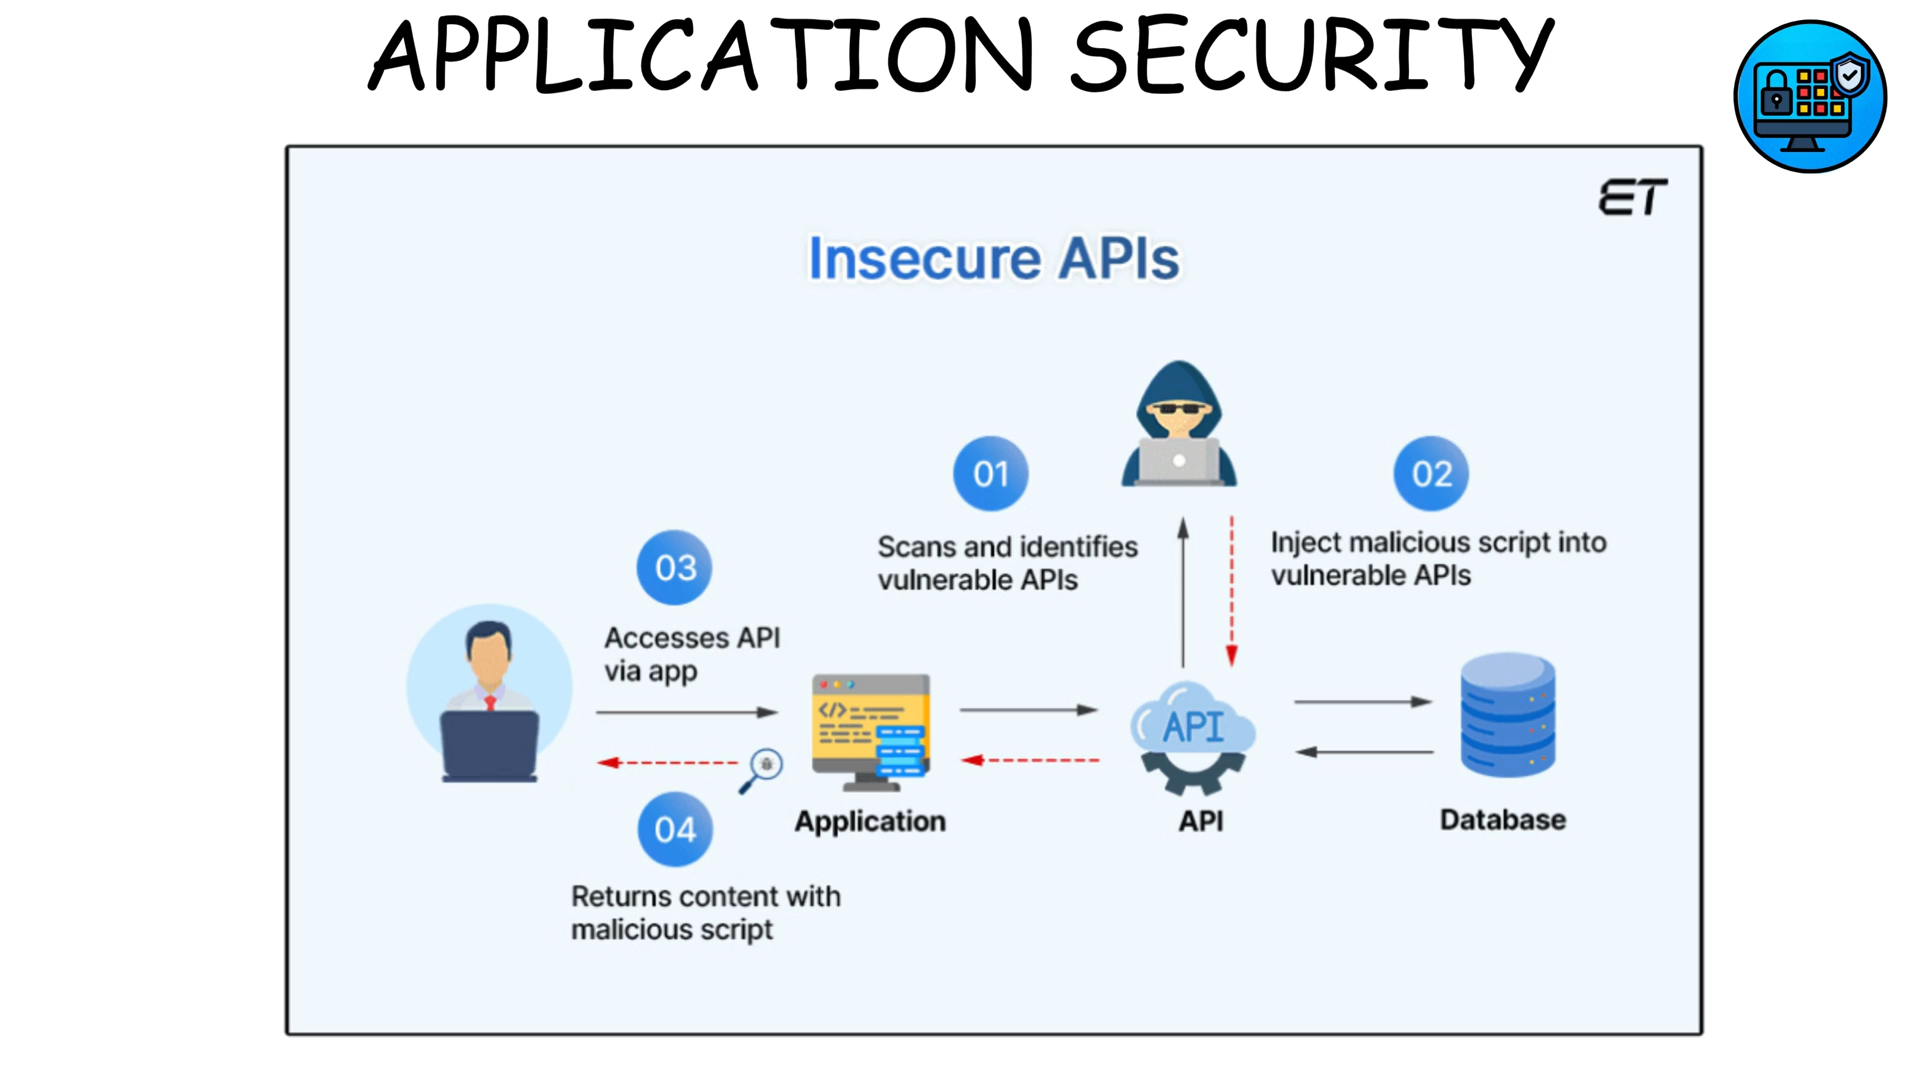 APPLICATION SECURITY
ET
Insecure APIs
01
Scans and identifies
vulnerable APIs
02
Inject malicious script into
vulnerable APIs
03
Accesses API
via app
</>
API
Application
API
Database
04
Returns content with
malicious script